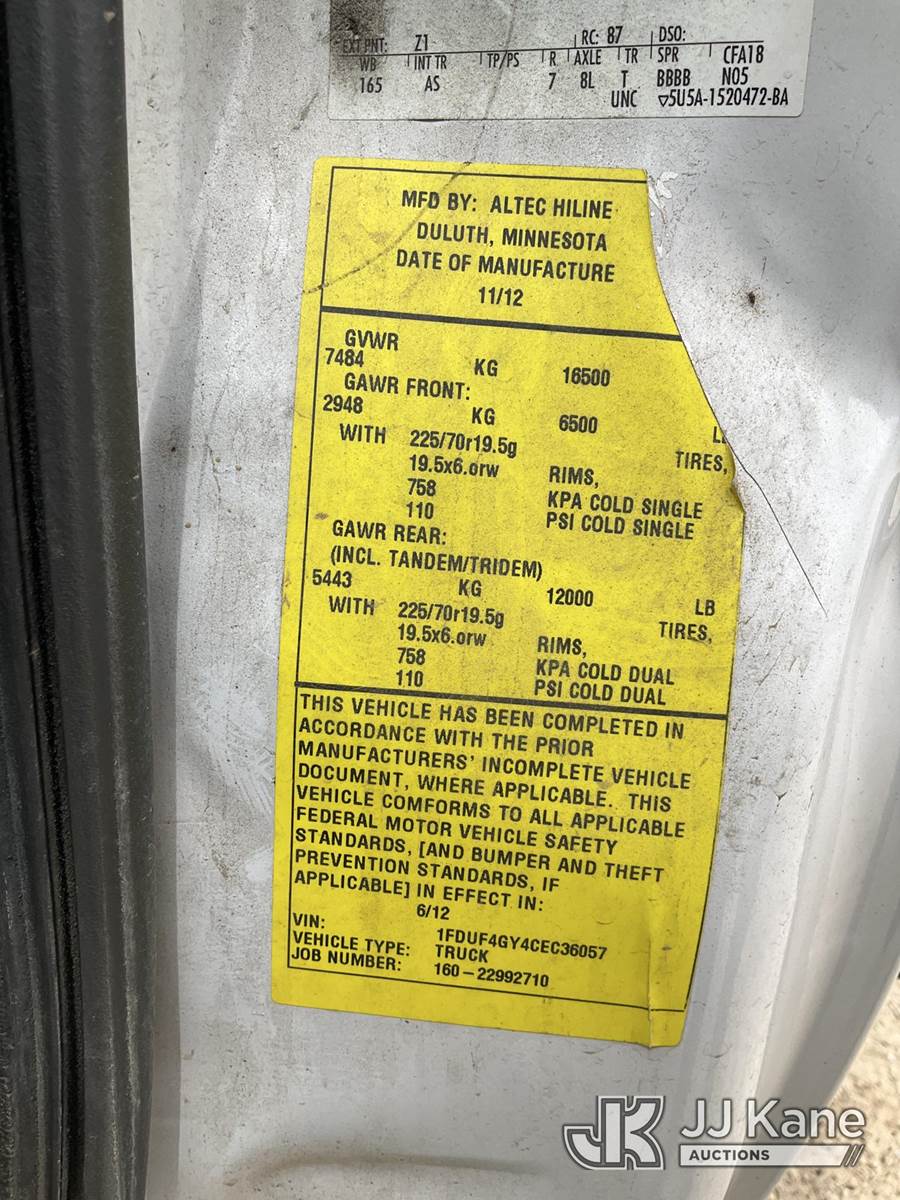 EXT PNT: Z1 RC: 87 DSO:
WB INT TR TP/PS R AXLE TR SPR CFA18
165 AS 7 8L T BBBB N05
UNC ▽5U5A-1520472-BA
MFD BY: ALTEC HILINE
DULUTH, MINNESOTA
DATE OF MANUFACTURE
11/12
GVWR
7484 KG 16500
GAWR FRONT:
2948 KG 6500 L
WITH 225/70r19.5g TIRES,
19.5x6.orw RIMS,
758 KPA COLD SINGLE
110 PSI COLD SINGLE
GAWR REAR:
(INCL. TANDEM/TRIDEM)
5443 KG 12000 LB
WITH 225/70r19.5g TIRES,
19.5x6.orw RIMS,
758 KPA COLD DUAL
110 PSI COLD DUAL
THIS VEHICLE HAS BEEN COMPLETED IN
ACCORDANCE WITH THE PRIOR
MANUFACTURERS' INCOMPLETE VEHICLE
DOCUMENT, WHERE APPLICABLE. THIS
VEHICLE COMFORMS TO ALL APPLICABLE
FEDERAL MOTOR VEHICLE SAFETY
STANDARDS, [AND BUMPER AND THEFT
PREVENTION STANDARDS, IF
APPLICABLE] IN EFFECT IN:
6/12
VIN: 1FDUF4GY4CEC36057
VEHICLE TYPE: TRUCK
JOB NUMBER: 160-22992710
JK JJ Kane
AUCTIONS